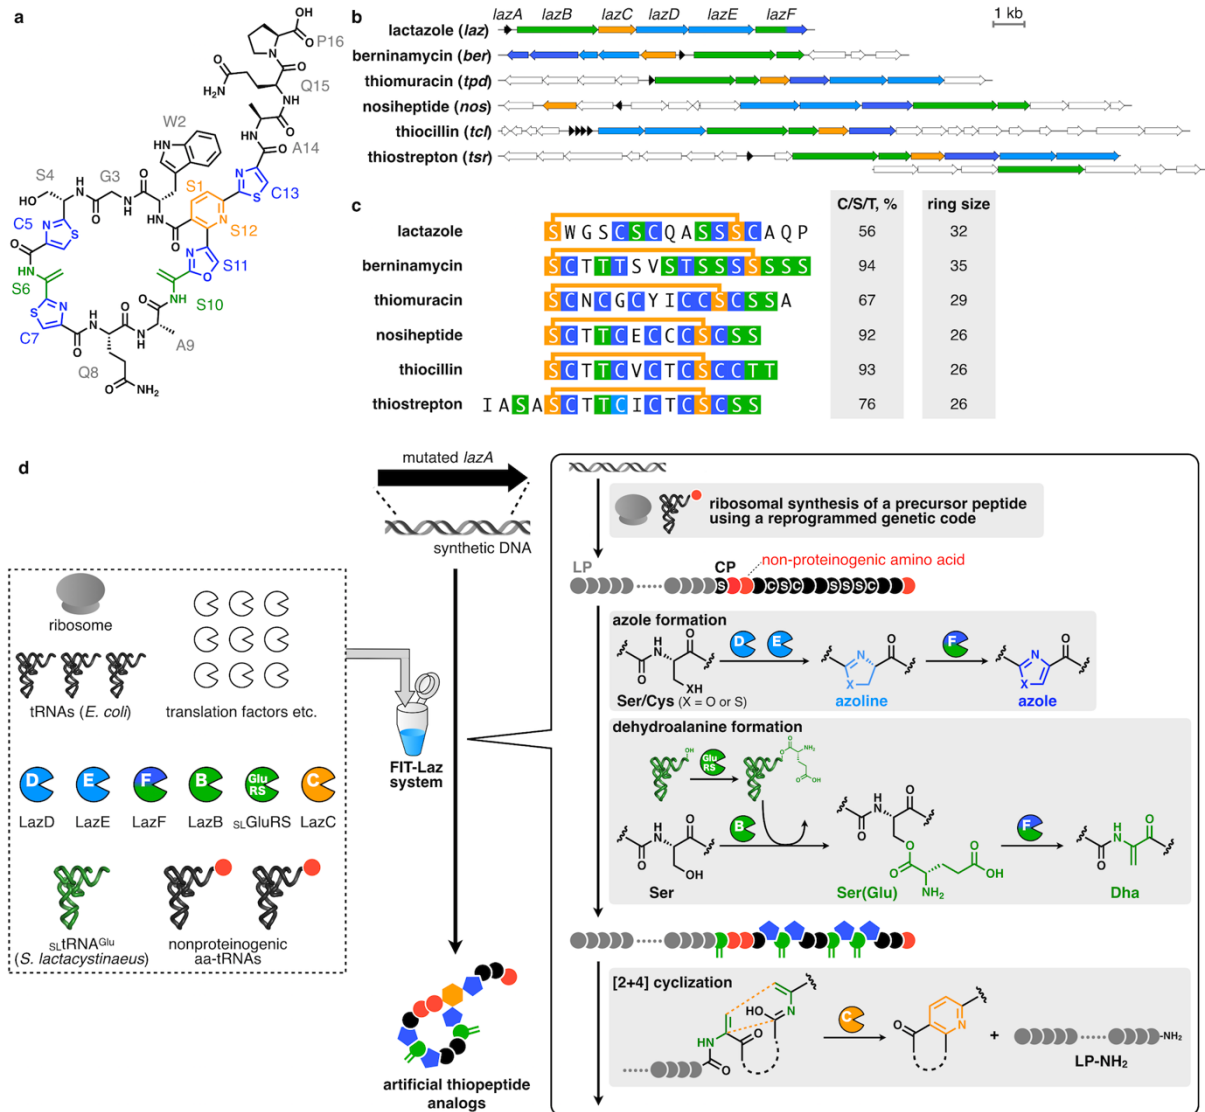 a
OH
O
P16
N
O
Q15
H₂N
O
NH
O
HN
O
A14
W2
HN
N
S
C13
S4
G3
S1
HO
H
N
O
N
H
O
N
S12
C5
N
S
O
NH
O
N
O
S11
HN
S6
O
NH
S10
N
S
C7
O
H
N
O
N
H
A9
Q8
O
NH₂
b
lazA lazB lazC lazD lazE lazF
1 kb
lactazole (laz)
berninamycin (ber)
thiomuracin (tpd)
nosiheptide (nos)
thiocillin (tcl)
thiostrepton (tsr)
c
C/S/T, % ring size
lactazole SWGSCSCQASSSCAQP 56 32
berninamycin SCTTTSVSTSSSSSSS 94 35
thiomuracin SCNCGCYICCSCSSA 67 29
nosiheptide SCTTCECCCSCSS 92 26
thiocillin SCTTCVCTCSCCTT 93 26
thiostrepton IASASCTTCICTCSCSS 76 26
d
mutated lazA
synthetic DNA
ribosome
tRNAs (E. coli)
translation factors etc.
D E F B Glu RS C
LazD LazE LazF LazB SLGluRS LazC
SLtRNAGlu
(S. lactacystinaeus)
nonproteinogenic
aa-tRNAs
FIT-Laz
system
artificial thiopeptide
analogs
ribosomal synthesis of a precursor peptide
using a reprogrammed genetic code
LP
CP
non-proteinogenic amino acid
S CSC SSSC
azole formation
H
N
O
O
XH
D E
N
X
O
F
N
X
O
Ser/Cys (X = O or S)
azoline
azole
dehydroalanine formation
OH
Glu
RS
O
O
NH₂
O
OH
H
N
O
O
OH
B
H
N
O
O
O
O
NH₂
O
OH
F
H
N
O
O
Ser
Ser(Glu)
Dha
[2+4] cyclization
HO
N
HN
O
O
C
O
N
+
NH₂
LP-NH₂